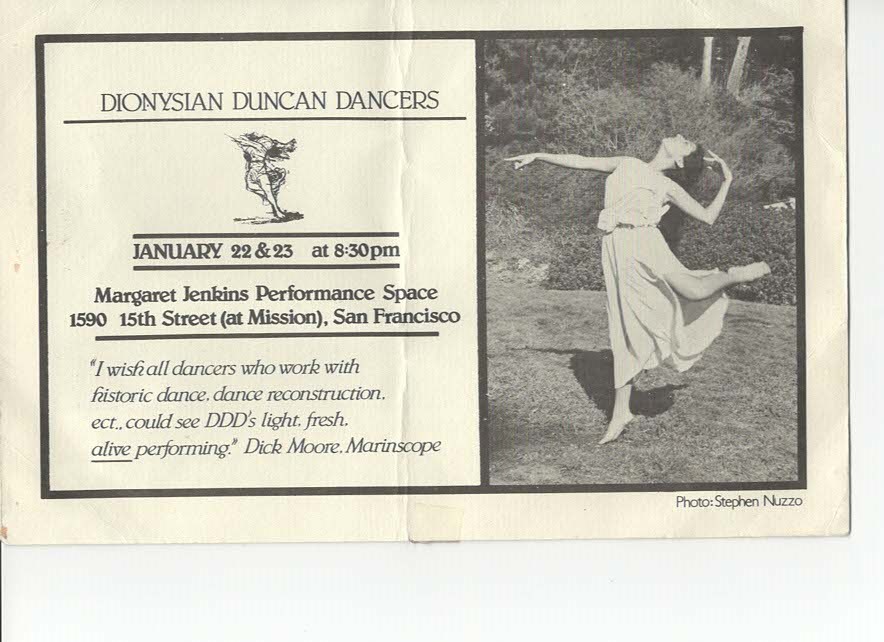 DIONYSIAN DUNCAN DANCERS
JANUARY 22 & 23 at 8:30pm
Margaret Jenkins Performance Space
1590 15th Street (at Mission), San Francisco
"I wish all dancers who work with
historic dance, dance reconstruction,
ect., could see DDD's light, fresh,
alive performing." Dick Moore, Marinscope
Photo: Stephen Nuzzo